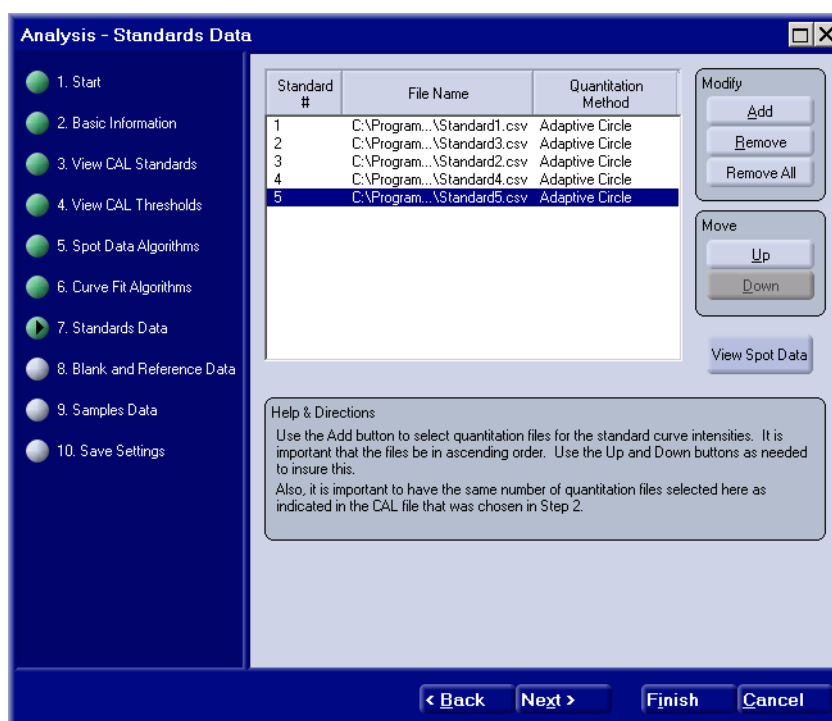 Analysis - Standards Data
1. Start
2. Basic Information
3. View CAL Standards
4. View CAL Thresholds
5. Spot Data Algorithms
6. Curve Fit Algorithms
7. Standards Data
8. Blank and Reference Data
9. Samples Data
10. Save Settings
Standard # File Name Quantitation Method
1 C:\Program...\Standard1.csv Adaptive Circle
2 C:\Program...\Standard3.csv Adaptive Circle
3 C:\Program...\Standard2.csv Adaptive Circle
4 C:\Program...\Standard4.csv Adaptive Circle
5 C:\Program...\Standard5.csv Adaptive Circle
Modify
Add
Remove
Remove All
Move
Up
Down
View Spot Data
Help & Directions
Use the Add button to select quantitation files for the standard curve intensities. It is
important that the files be in ascending order. Use the Up and Down buttons as needed
to insure this.
Also, it is important to have the same number of quantitation files selected here as
indicated in the CAL file that was chosen in Step 2.
< Back Next > Finish Cancel